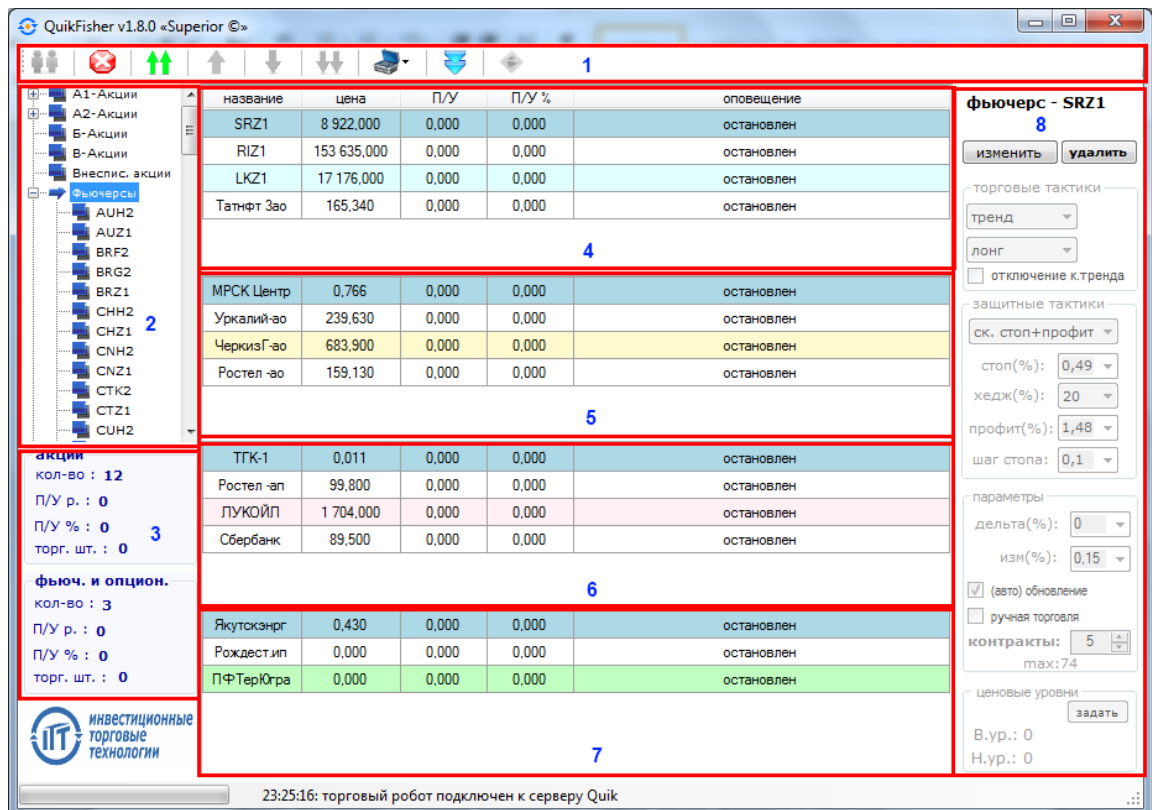 QuikFisher v1.8.0 «Superior ©»
1
А1-Акции
А2-Акции
Б-Акции
В-Акции
Внеспис. акции
Фьючерсы
AUH2
AUZ1
BRF2
BRG2
BRZ1
CHH2
CHZ1
CNH2
CNZ1
CTK2
CTZ1
CUH2
2
акции
кол-во : 12
П/У р. : 0
П/У % : 0
торг. шт. : 0
3
фьюч. и опцион.
кол-во : 3
П/У р. : 0
П/У % : 0
торг. шт. : 0
ИТТ
ИНВЕСТИЦИОННЫЕ
ТОРГОВЫЕ
ТЕХНОЛОГИИ
название цена П/У П/У % оповещение
SRZ1 8 922,000 0,000 0,000 остановлен
RIZ1 153 635,000 0,000 0,000 остановлен
LKZ1 17 176,000 0,000 0,000 остановлен
Татнфт 3ао 165,340 0,000 0,000 остановлен
4
МРСК Центр 0,766 0,000 0,000 остановлен
Уркалий-ао 239,630 0,000 0,000 остановлен
ЧеркизГ-ао 683,900 0,000 0,000 остановлен
Ростел -ао 159,130 0,000 0,000 остановлен
5
ТГК-1 0,011 0,000 0,000 остановлен
Ростел -ап 99,800 0,000 0,000 остановлен
ЛУКОЙЛ 1 704,000 0,000 0,000 остановлен
Сбербанк 89,500 0,000 0,000 остановлен
6
Якутскэнрг 0,430 0,000 0,000 остановлен
Рождест.ип 0,000 0,000 0,000 остановлен
ПФТерЮгра 0,000 0,000 0,000 остановлен
7
фьючерс - SRZ1
8
изменить удалить
торговые тактики
тренд
лонг
отключение к.тренда
защитные тактики
ск. стоп+профит
стоп(%): 0,49
хедж(%): 20
профит(%): 1,48
шаг стопа: 0,1
параметры
дельта(%): 0
изм(%): 0,15
(авто) обновление
ручная торговля
контракты: 5
max:74
ценовые уровни
задать
В.ур.: 0
Н.ур.: 0
23:25:16: торговый робот подключен к серверу Quik